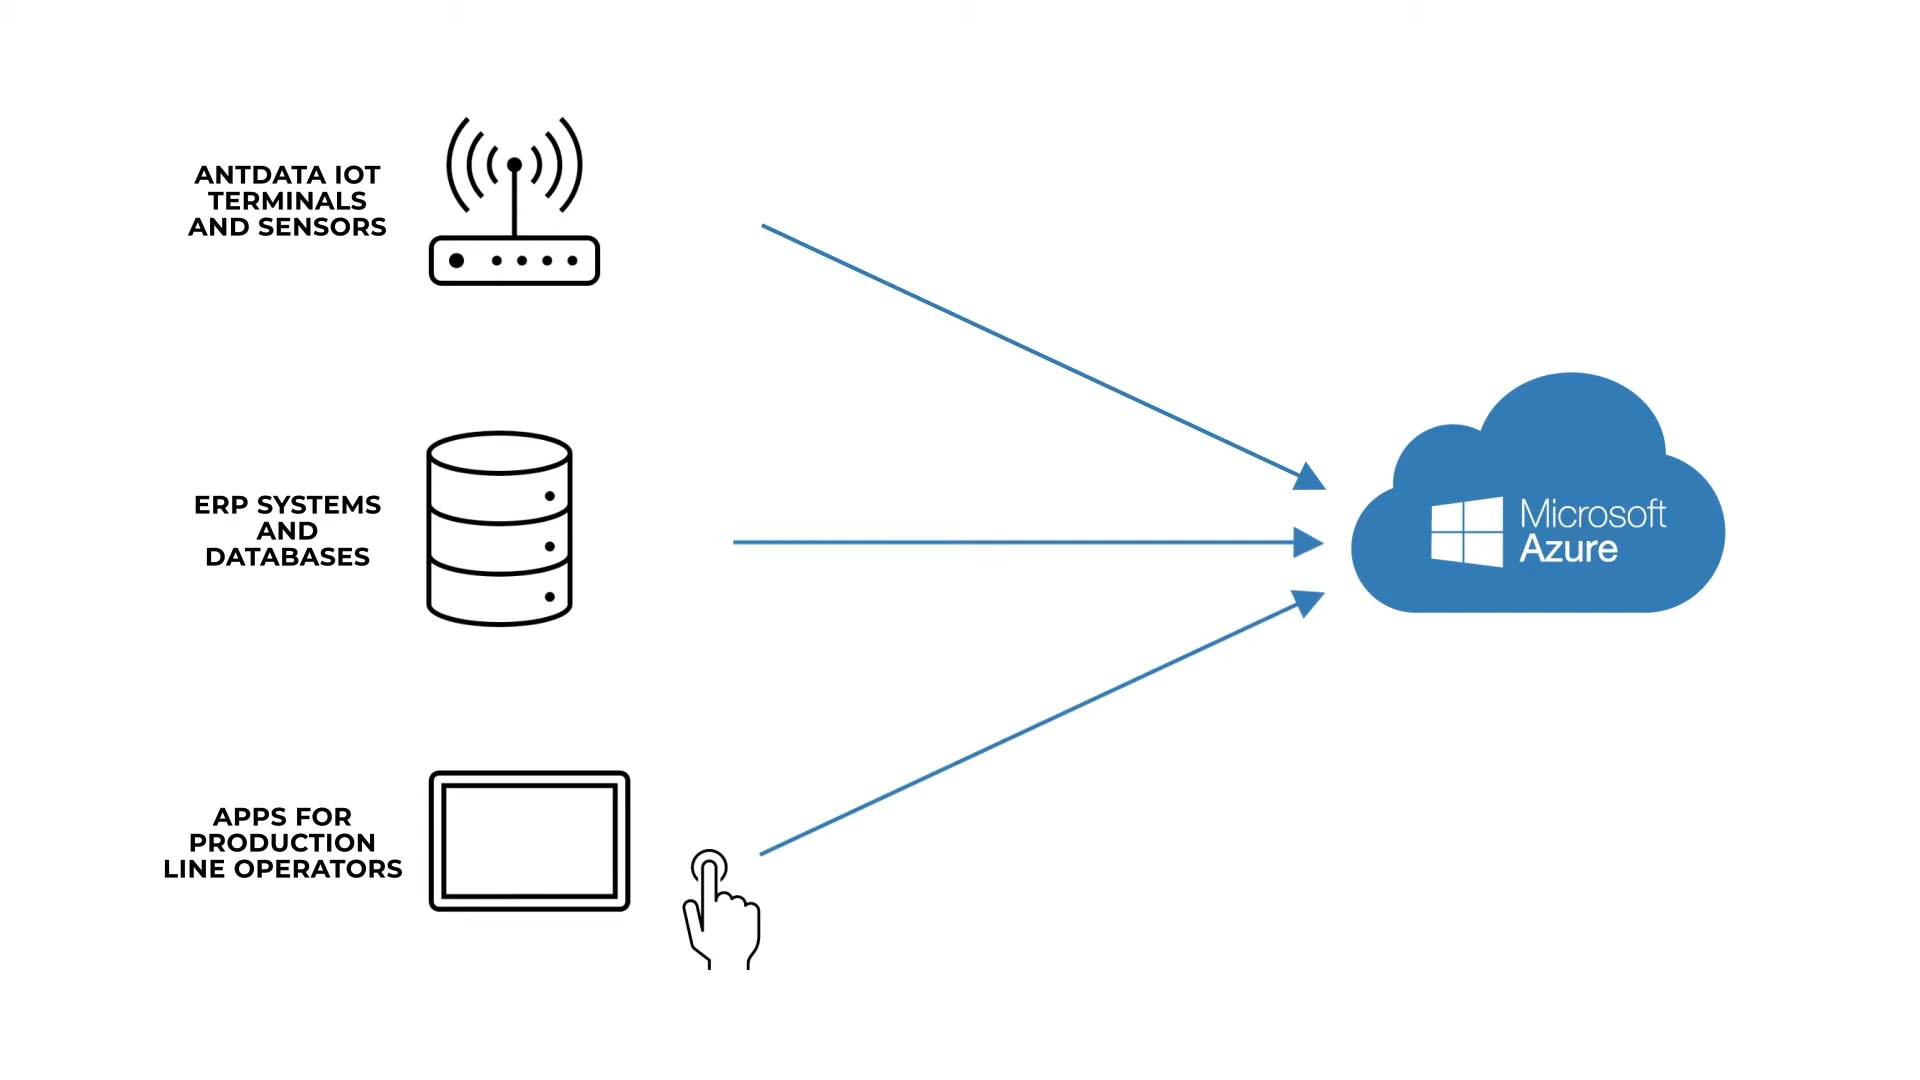 ANTDATA IOT
TERMINALS
AND SENSORS
ERP SYSTEMS
AND
DATABASES
Microsoft
Azure
APPS FOR
PRODUCTION
LINE OPERATORS